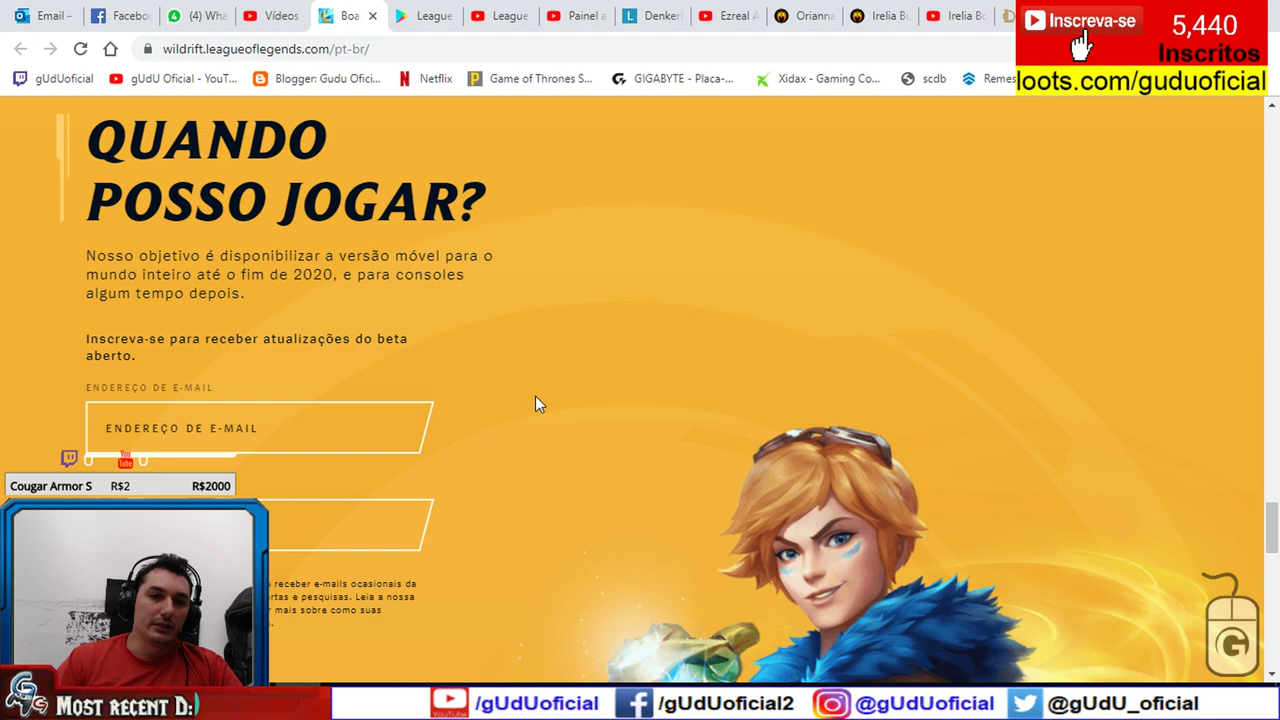 Email –
Facebo
(4) Wha
Vídeos
Boa
League
League
Painel a
Denkeri
Ezreal A
Orianna
Irelia Bu
Irelia Bo
Inscreva-se
5,440
Inscritos
loots.com/guduoficial
wildrift.leagueoflegends.com/pt-br/
gUdUoficial
gUdU Oficial - YouT...
Blogger: Gudu Ofici...
Netflix
Game of Thrones S...
GIGABYTE - Placa-...
Xidax - Gaming Co...
scdb
Remes
QUANDO
POSSO JOGAR?
Nosso objetivo é disponibilizar a versão móvel para o
mundo inteiro até o fim de 2020, e para consoles
algum tempo depois.
Inscreva-se para receber atualizações do beta
aberto.
ENDEREÇO DE E-MAIL
ENDEREÇO DE E-MAIL
0
0
Cougar Armor S R$2 R$2000
receber e-mails ocasionais da
rtas e pesquisas. Leia a nossa
r mais sobre como suas
G
MOST RECENT D:)
YouTube
/gUdUoficial
/gUdUoficial2
@gUdUoficial
@gUdU_oficial